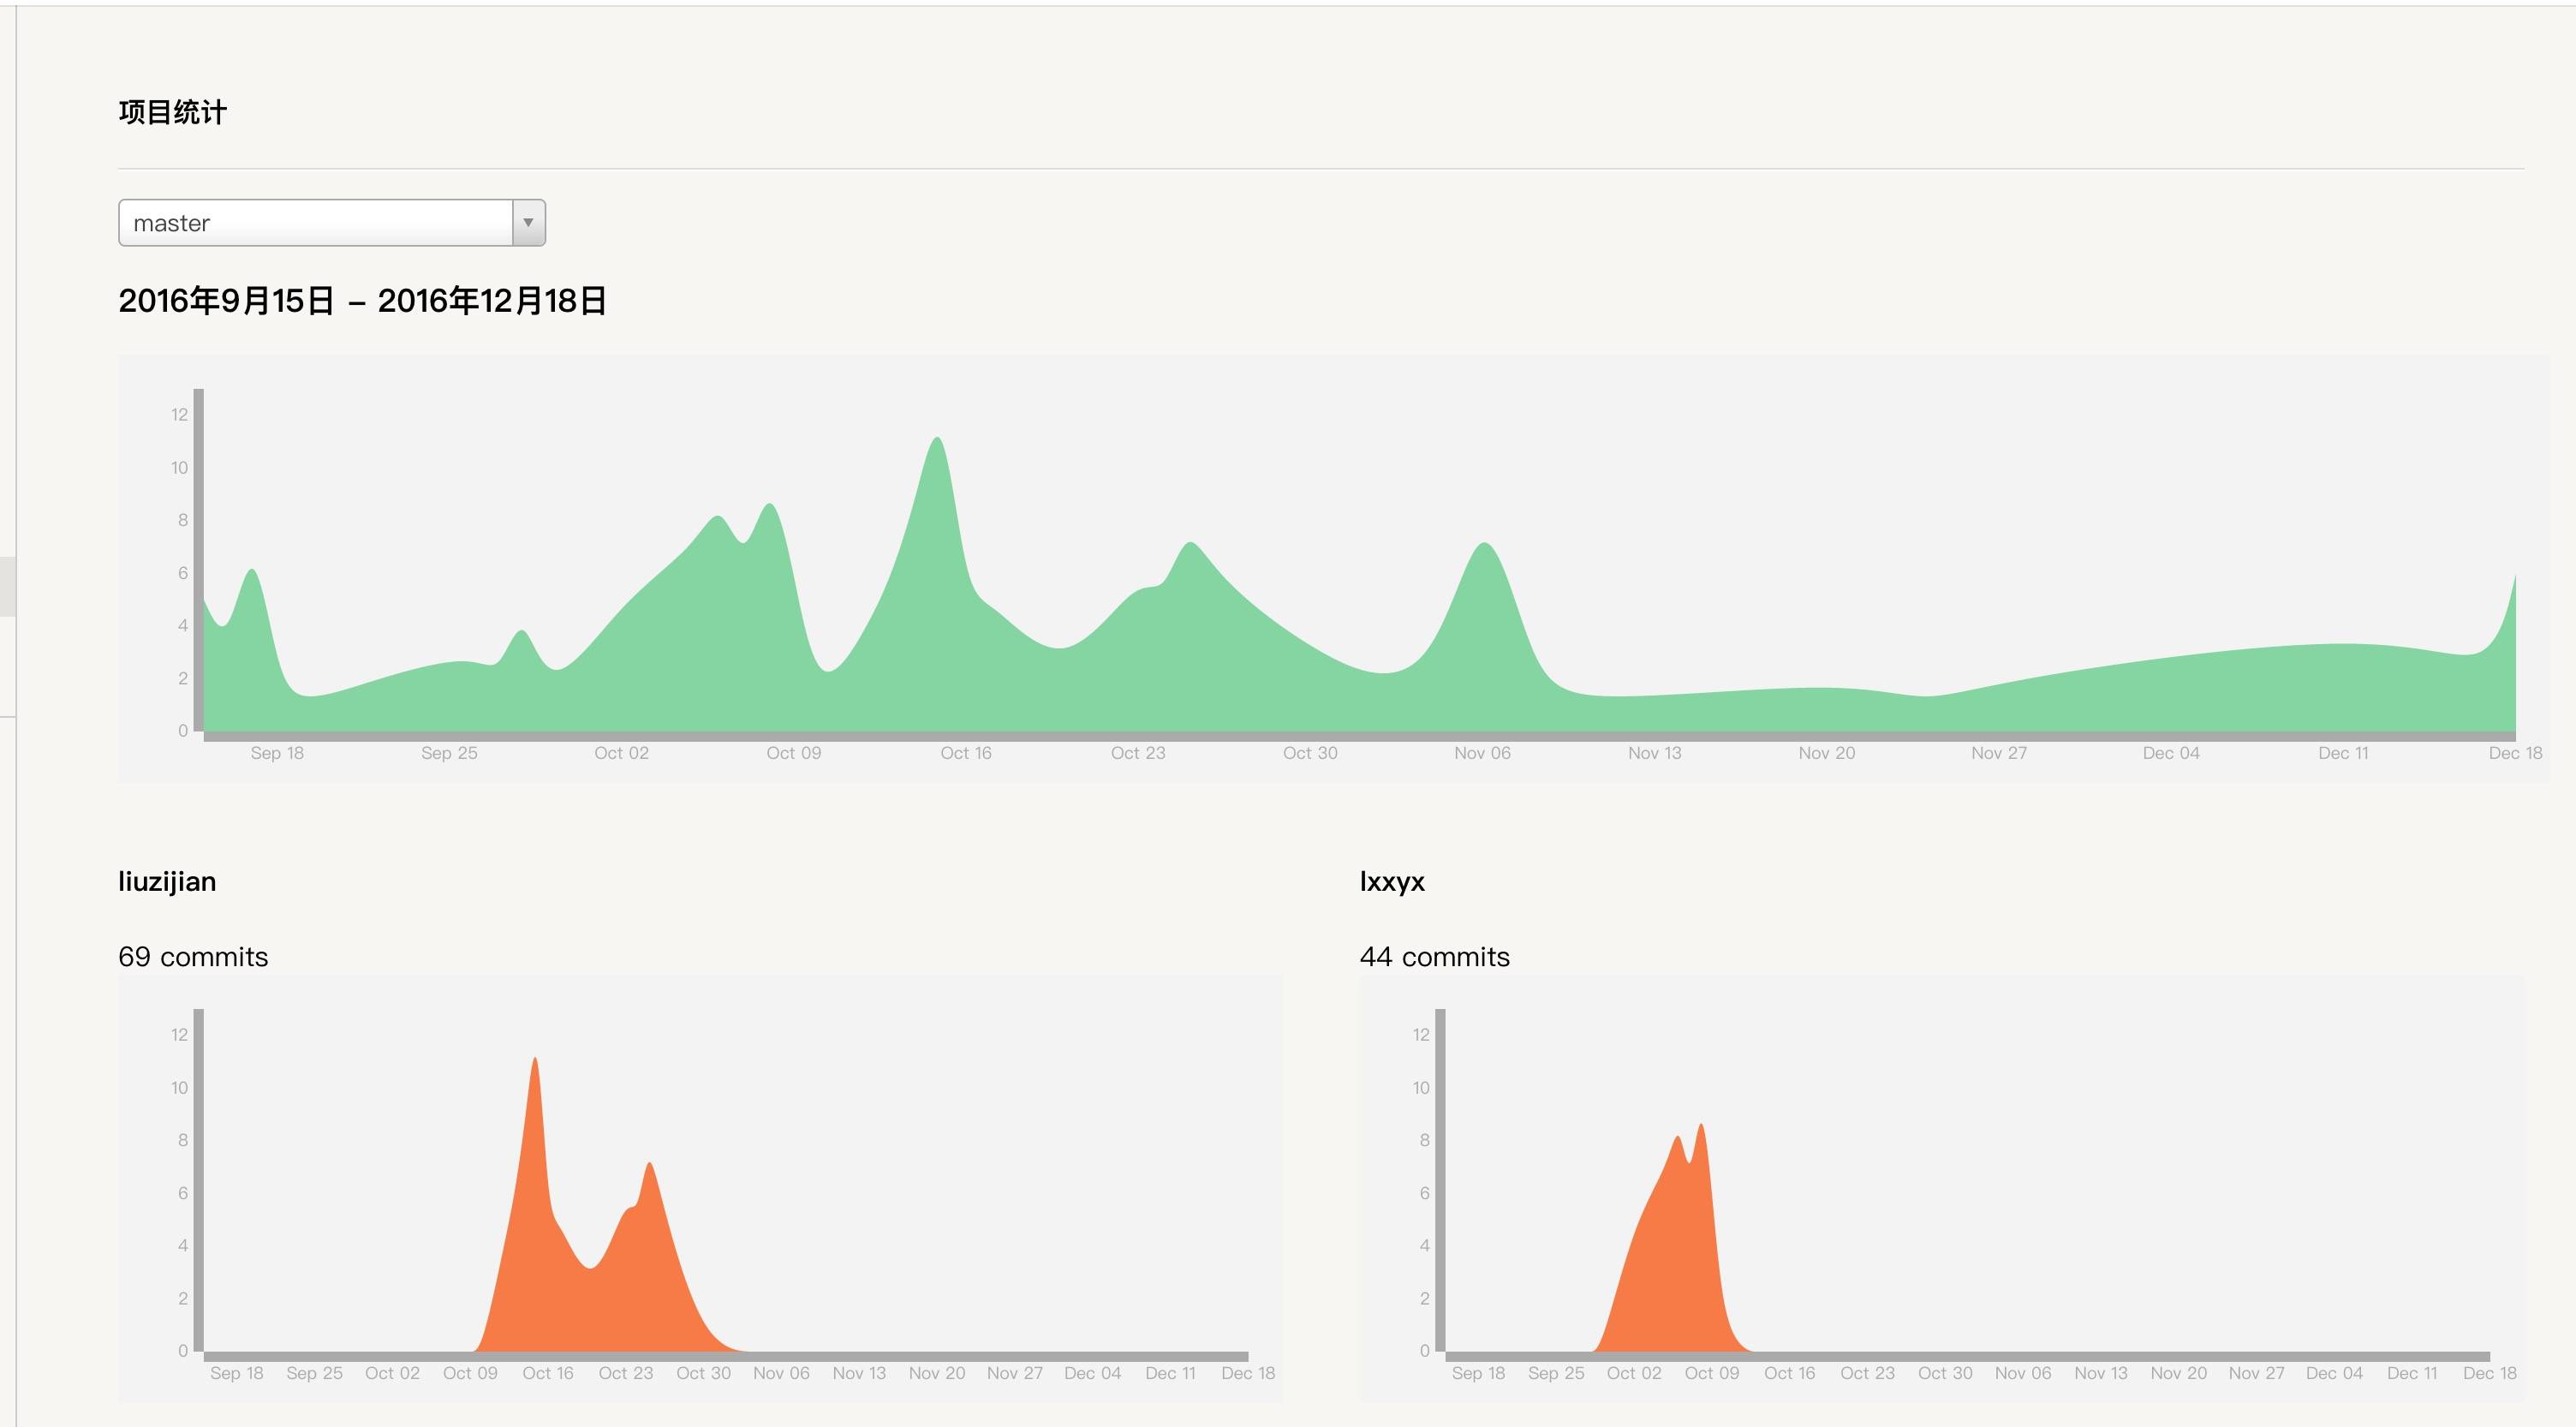 项目统计
master
2016年9月15日 – 2016年12月18日
12
10
8
6
4
2
0
Sep 18 Sep 25 Oct 02 Oct 09 Oct 16 Oct 23 Oct 30 Nov 06 Nov 13 Nov 20 Nov 27 Dec 04 Dec 11 Dec 18
liuzijian
69 commits
12
10
8
6
4
2
0
Sep 18 Sep 25 Oct 02 Oct 09 Oct 16 Oct 23 Oct 30 Nov 06 Nov 13 Nov 20 Nov 27 Dec 04 Dec 11 Dec 18
lxxyx
44 commits
12
10
8
6
4
2
0
Sep 18 Sep 25 Oct 02 Oct 09 Oct 16 Oct 23 Oct 30 Nov 06 Nov 13 Nov 20 Nov 27 Dec 04 Dec 11 Dec 18